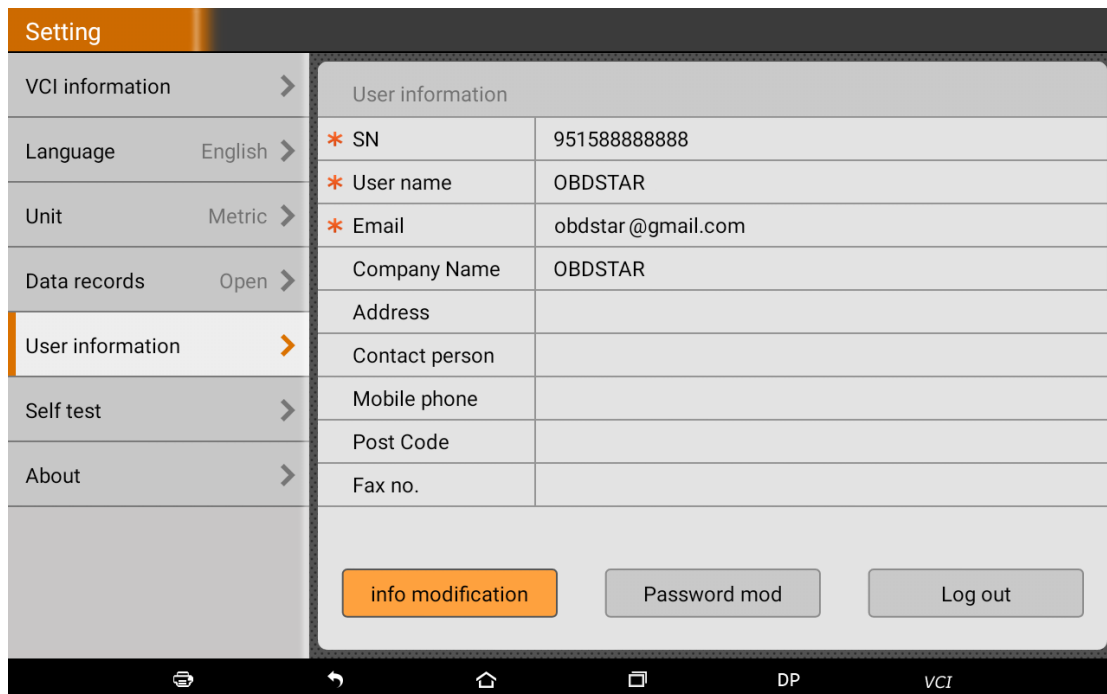 Setting
VCI information
Language English
Unit Metric
Data records Open
User information
Self test
About
User information
* SN 951588888888
* User name OBDSTAR
* Email obdstar@gmail.com
Company Name OBDSTAR
Address
Contact person
Mobile phone
Post Code
Fax no.
info modification Password mod Log out
DP VCI